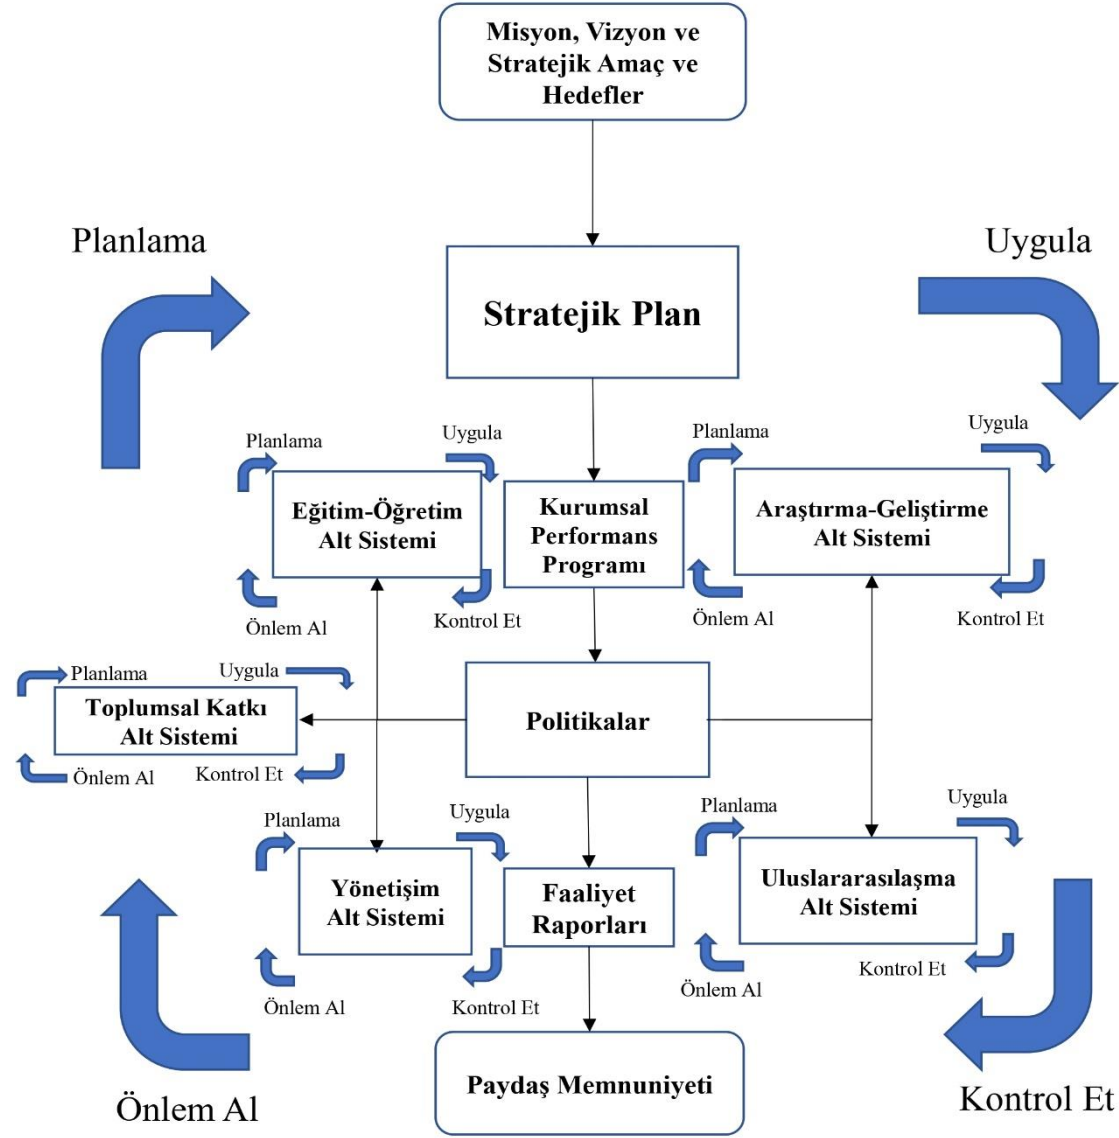 Misyon, Vizyon ve
Stratejik Amaç ve
Hedefler
Planlama
Uygula
Stratejik Plan
Planlama
Uygula
Planlama
Uygula
Eğitim-Öğretim
Alt Sistemi
Kurumsal
Performans
Programı
Araştırma-Geliştirme
Alt Sistemi
Önlem Al
Kontrol Et
Önlem Al
Kontrol Et
Planlama
Uygula
Toplumsal Katkı
Alt Sistemi
Önlem Al
Kontrol Et
Politikalar
Planlama
Uygula
Planlama
Uygula
Yönetişim
Alt Sistemi
Faaliyet
Raporları
Uluslararasılaşma
Alt Sistemi
Önlem Al
Kontrol Et
Önlem Al
Kontrol Et
Paydaş Memnuniyeti
Önlem Al
Kontrol Et